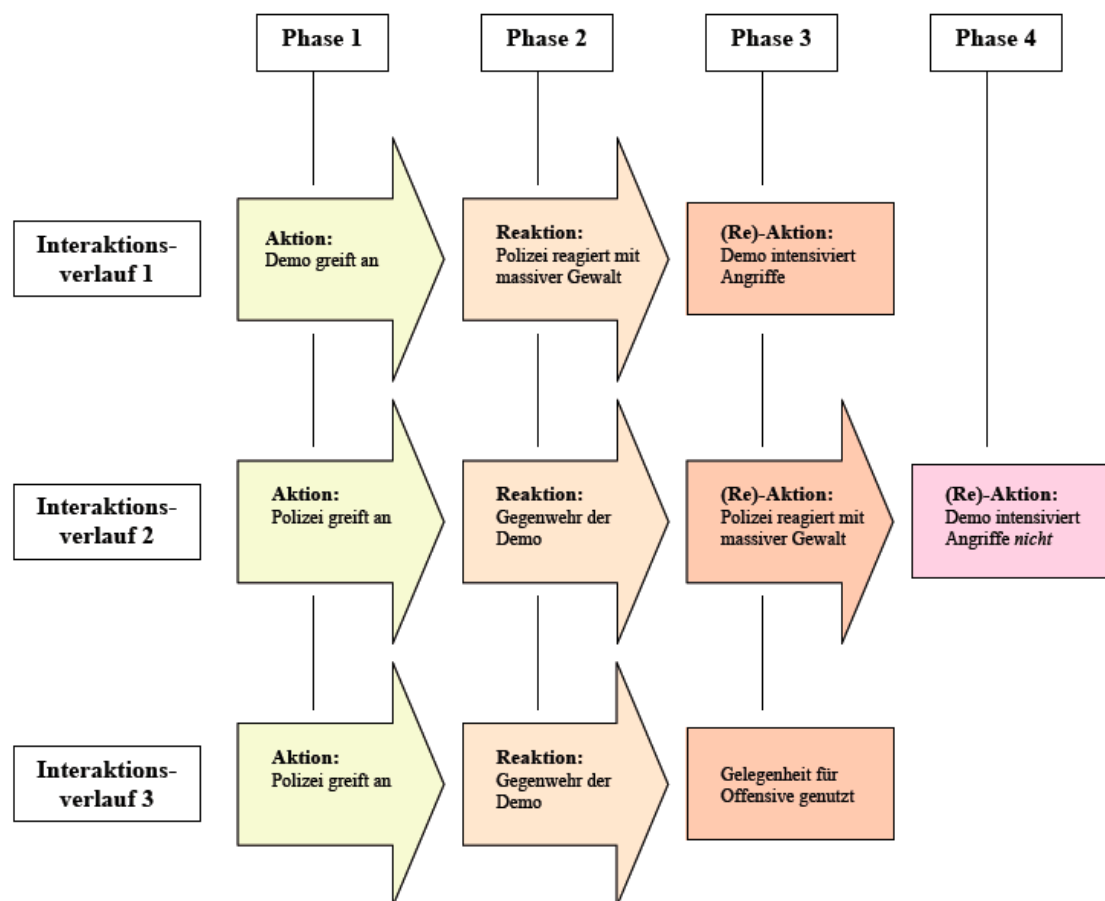 Phase 1
Phase 2
Phase 3
Phase 4
Interaktions-
verlauf 1
Aktion:
Demo greift an
Reaktion:
Polizei reagiert mit
massiver Gewalt
(Re)-Aktion:
Demo intensiviert
Angriffe
Interaktions-
verlauf 2
Aktion:
Polizei greift an
Reaktion:
Gegenwehr der
Demo
(Re)-Aktion:
Polizei reagiert mit
massiver Gewalt
(Re)-Aktion:
Demo intensiviert
Angriffe nicht
Interaktions-
verlauf 3
Aktion:
Polizei greift an
Reaktion:
Gegenwehr der
Demo
Gelegenheit für
Offensive genutzt